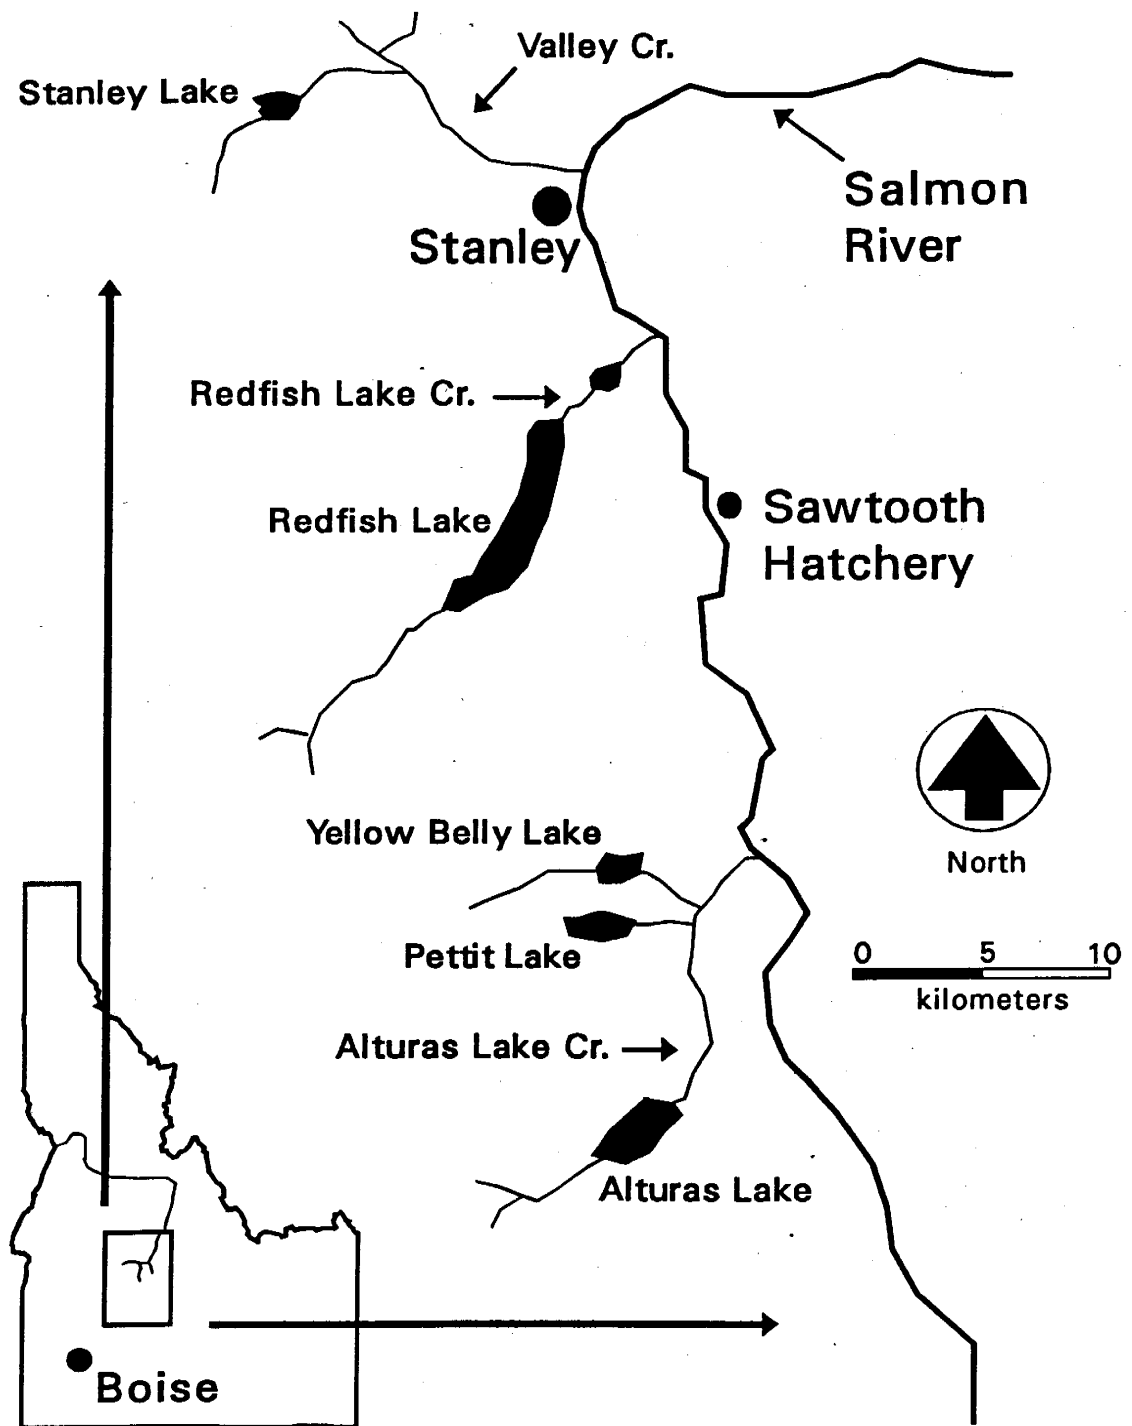 Valley Cr.
Stanley Lake
Salmon
River
Stanley
Redfish Lake Cr.
Redfish Lake
Sawtooth
Hatchery
Yellow Belly Lake
North
Pettit Lake
0 5 10
kilometers
Alturas Lake Cr.
Alturas Lake
Boise